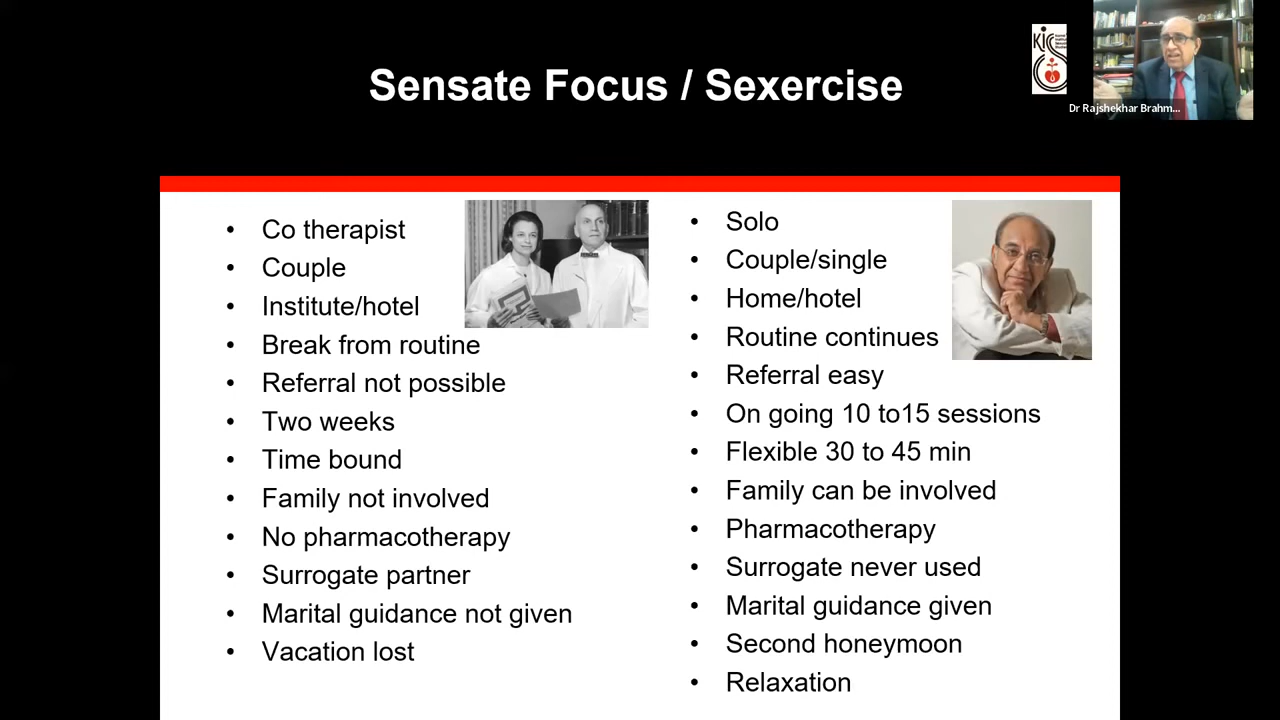 Sensate Focus / Sexercise
KISS
Dr Rajshekhar Brahm...
• Co therapist
• Couple
• Institute/hotel
• Break from routine
• Referral not possible
• Two weeks
• Time bound
• Family not involved
• No pharmacotherapy
• Surrogate partner
• Marital guidance not given
• Vacation lost
• Solo
• Couple/single
• Home/hotel
• Routine continues
• Referral easy
• On going 10 to15 sessions
• Flexible 30 to 45 min
• Family can be involved
• Pharmacotherapy
• Surrogate never used
• Marital guidance given
• Second honeymoon
• Relaxation